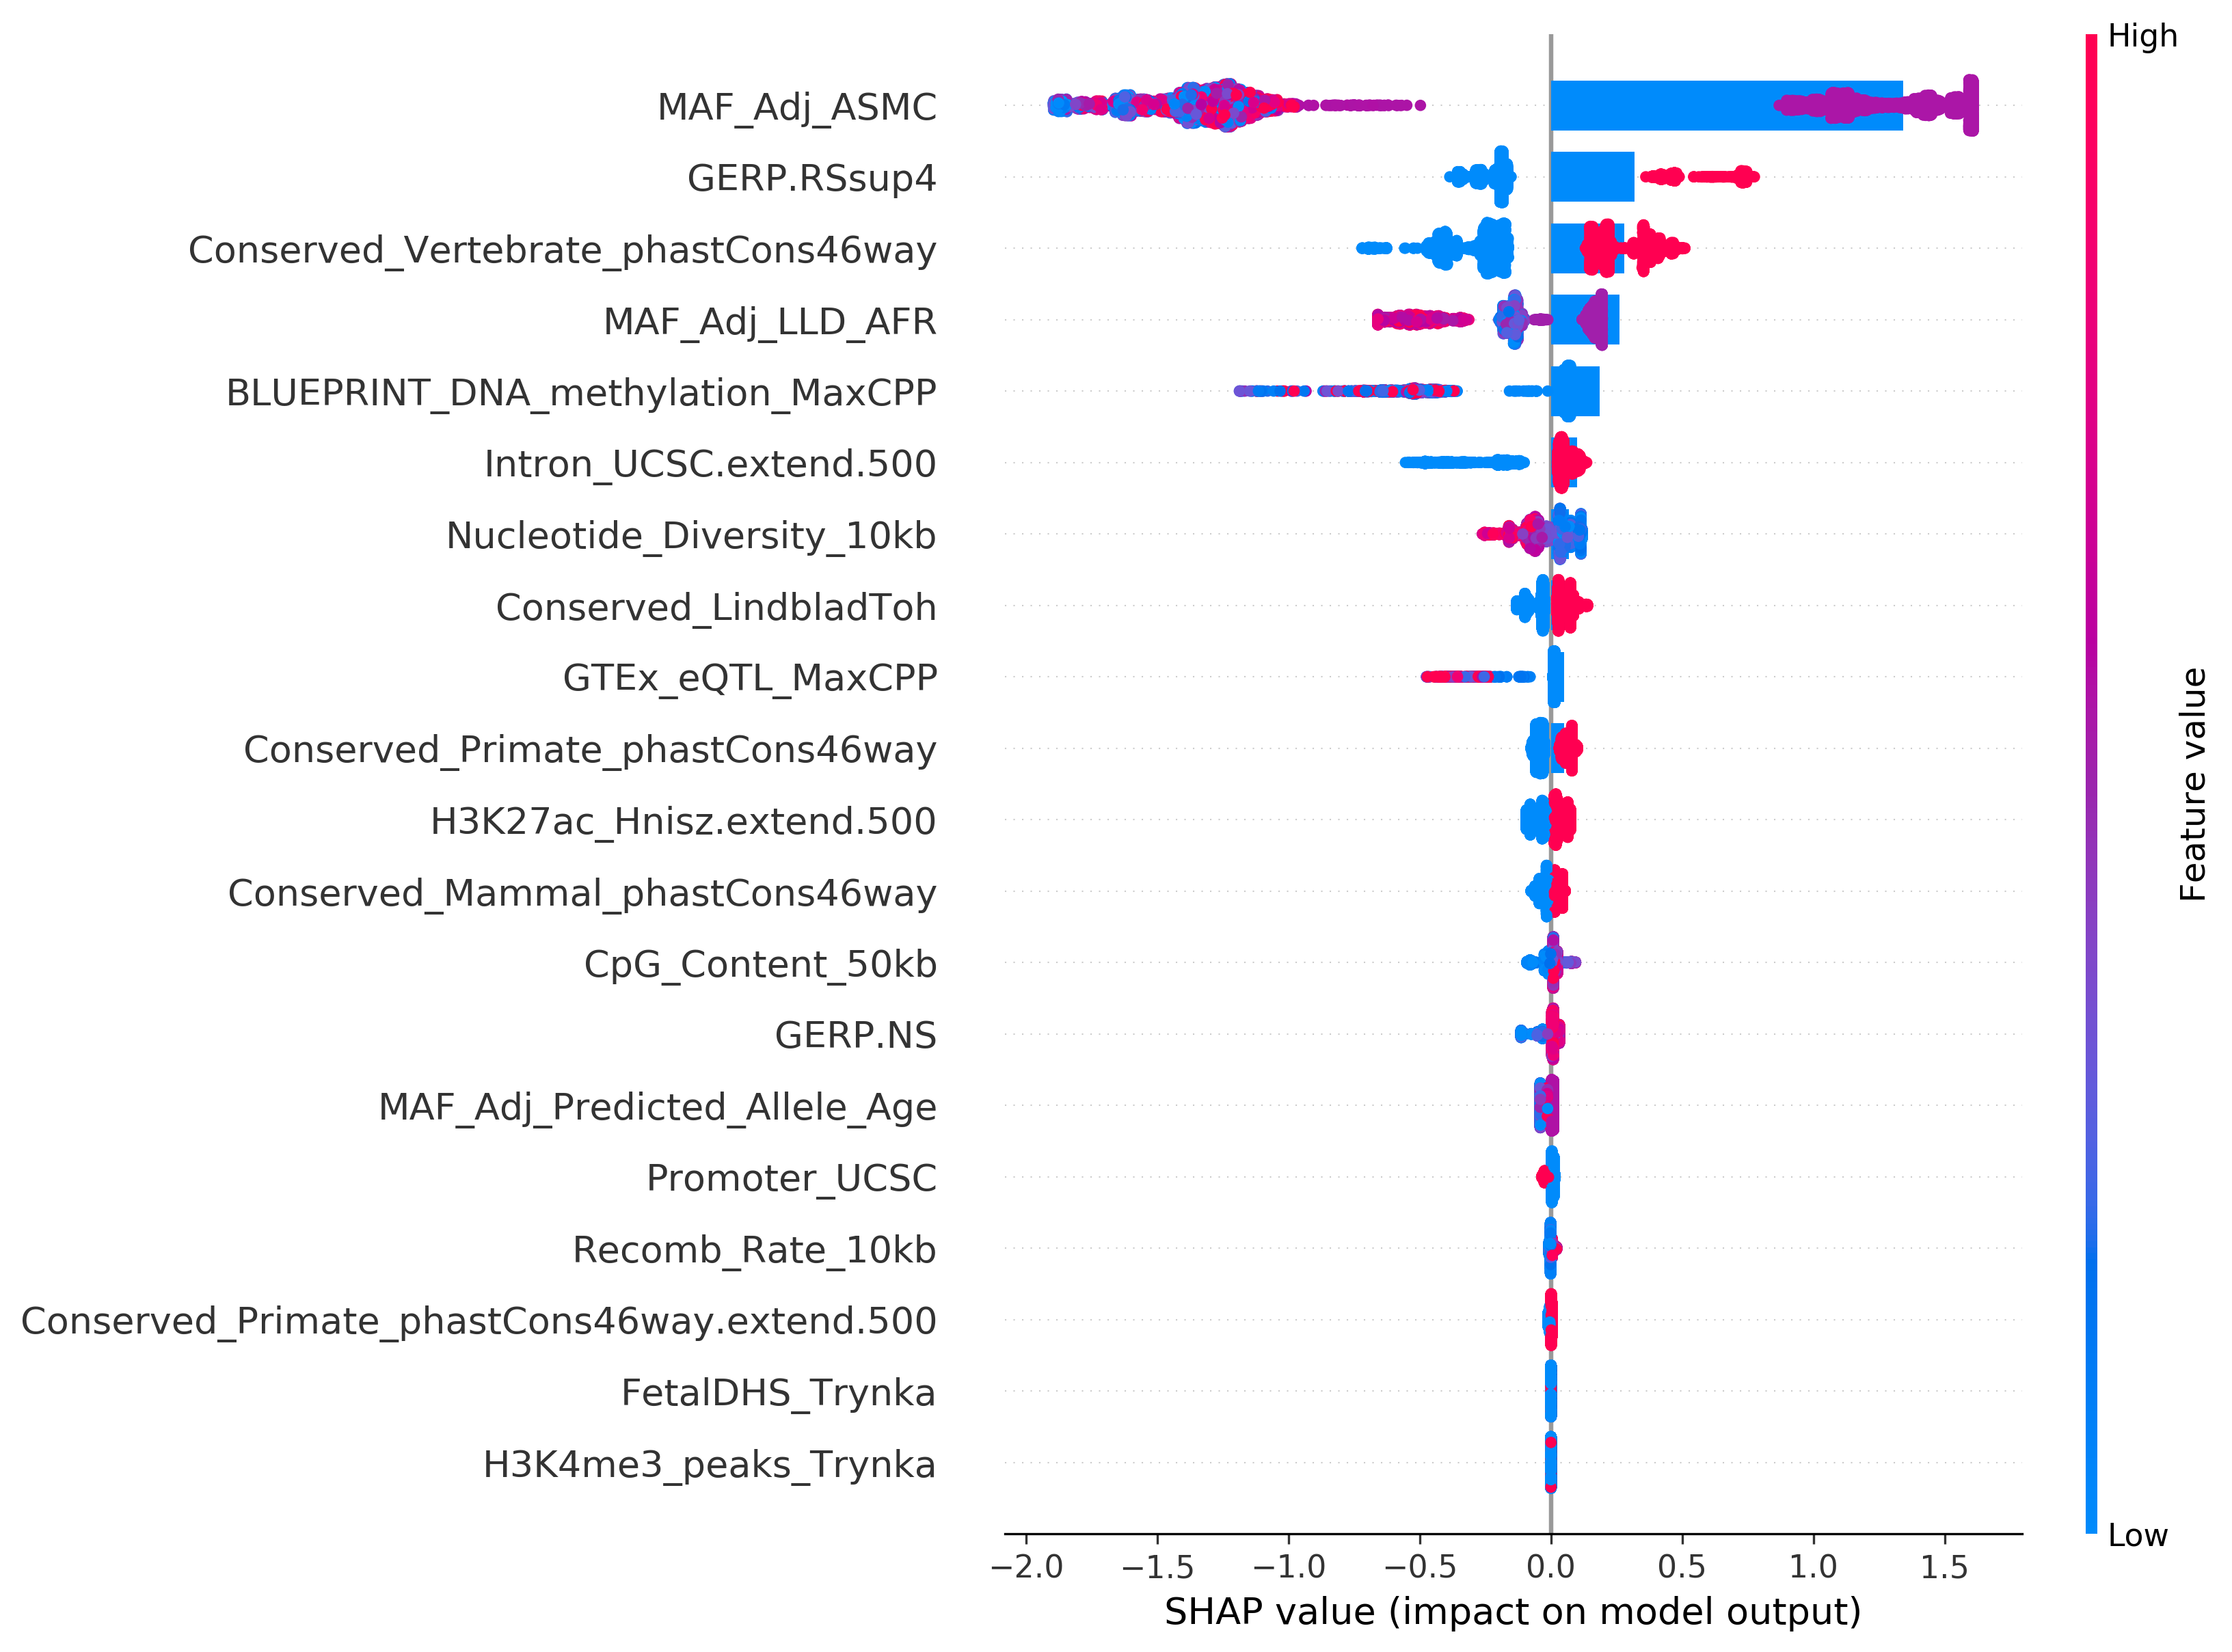 High
MAF_Adj_ASMC
GERP.RSsup4
Conserved_Vertebrate_phastCons46way
MAF_Adj_LLD_AFR
BLUEPRINT_DNA_methylation_MaxCPP
Intron_UCSC.extend.500
Nucleotide_Diversity_10kb
Conserved_LindbladToh
GTEx_eQTL_MaxCPP
Conserved_Primate_phastCons46way
H3K27ac_Hnisz.extend.500
Conserved_Mammal_phastCons46way
CpG_Content_50kb
GERP.NS
MAF_Adj_Predicted_Allele_Age
Promoter_UCSC
Recomb_Rate_10kb
Conserved_Primate_phastCons46way.extend.500
FetalDHS_Trynka
H3K4me3_peaks_Trynka
Feature value
Low
−2.0 −1.5 −1.0 −0.5 0.0 0.5 1.0 1.5
SHAP value (impact on model output)